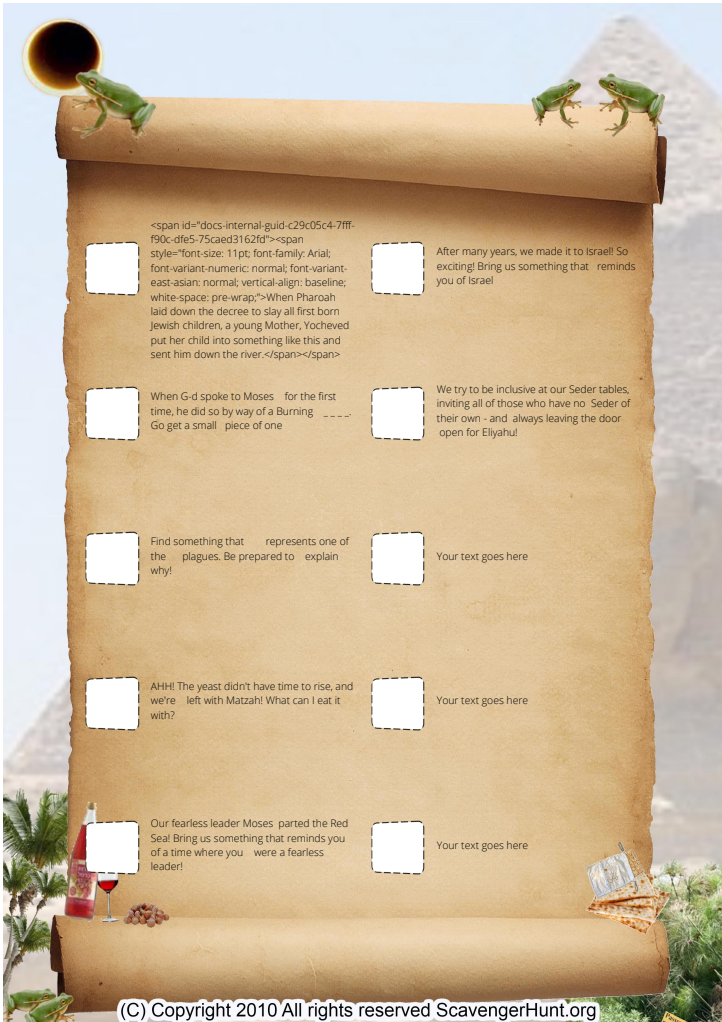 <span id="docs-internal-guid-c29c05c4-7fff-
f90c-dfe5-75caed3162fd"><span
style="font-size: 11pt; font-family: Arial;
font-variant-numeric: normal; font-variant-
east-asian: normal; vertical-align: baseline;
white-space: pre-wrap;">When Pharoah
laid down the decree to slay all first born
Jewish children, a young Mother, Yocheved
put her child into something like this and
sent him down the river.</span></span>
When G-d spoke to Moses for the first
time, he did so by way of a Burning _ _ _ _.
Go get a small piece of one
Find something that represents one of
the plagues. Be prepared to explain
why!
AHH! The yeast didn't have time to rise, and
we're left with Matzah! What can I eat it
with?
Our fearless leader Moses parted the Red
Sea! Bring us something that reminds you
of a time where you were a fearless
leader!
After many years, we made it to Israel! So
exciting! Bring us something that reminds
you of Israel
We try to be inclusive at our Seder tables,
inviting all of those who have no Seder of
their own - and always leaving the door
open for Eliyahu!
Your text goes here
Your text goes here
Your text goes here
(C) Copyright 2010 All rights reserved ScavengerHunt.org